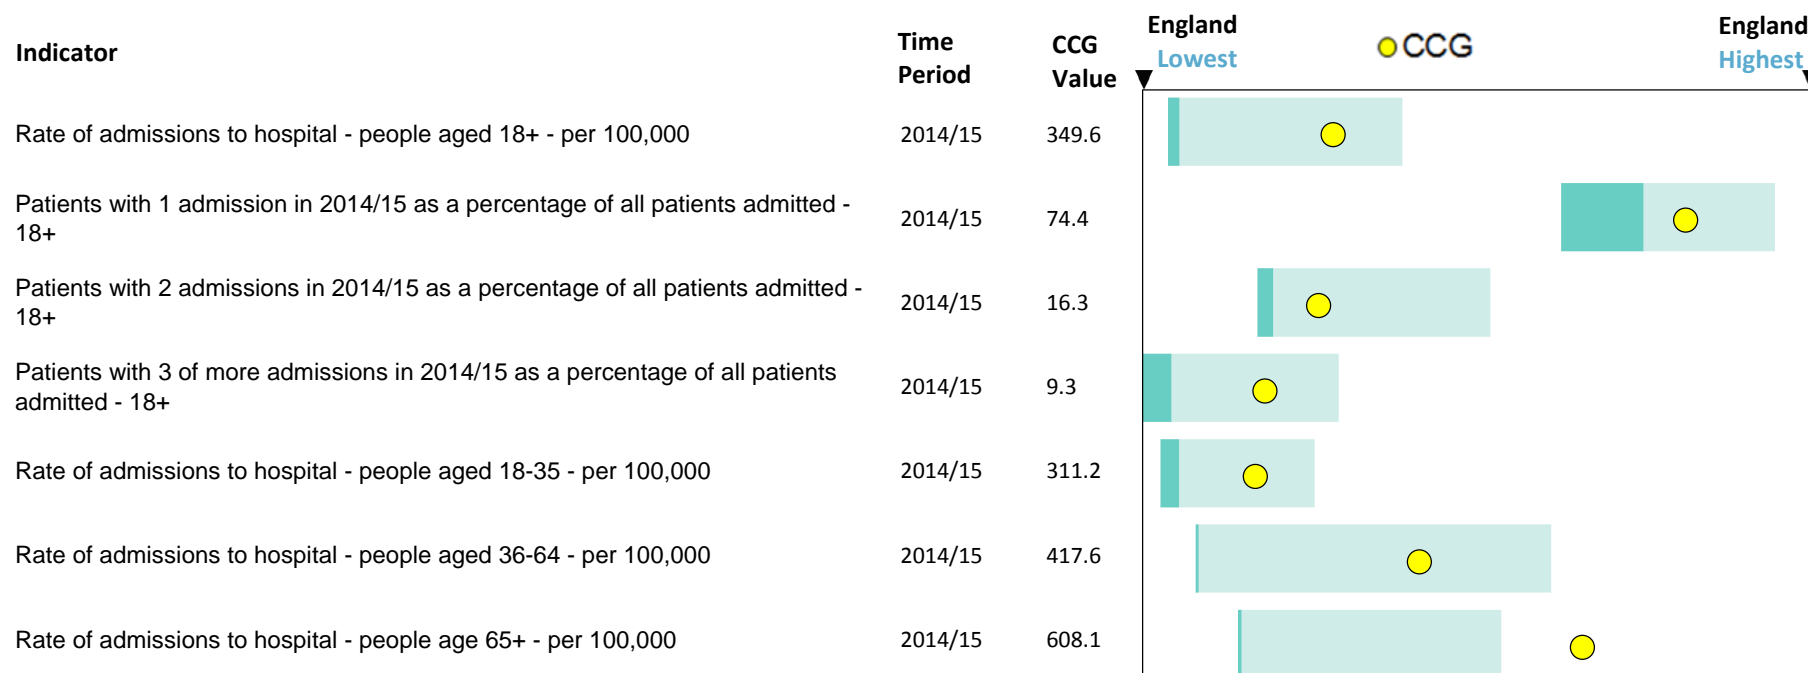 Indicator
Time Period
CCG Value
England Lowest
CCG
England Highest
Rate of admissions to hospital - people aged 18+ - per 100,000
2014/15
349.6
Patients with 1 admission in 2014/15 as a percentage of all patients admitted -
18+
2014/15
74.4
Patients with 2 admissions in 2014/15 as a percentage of all patients admitted -
18+
2014/15
16.3
Patients with 3 of more admissions in 2014/15 as a percentage of all patients
admitted - 18+
2014/15
9.3
Rate of admissions to hospital - people aged 18-35 - per 100,000
2014/15
311.2
Rate of admissions to hospital - people aged 36-64 - per 100,000
2014/15
417.6
Rate of admissions to hospital - people age 65+ - per 100,000
2014/15
608.1